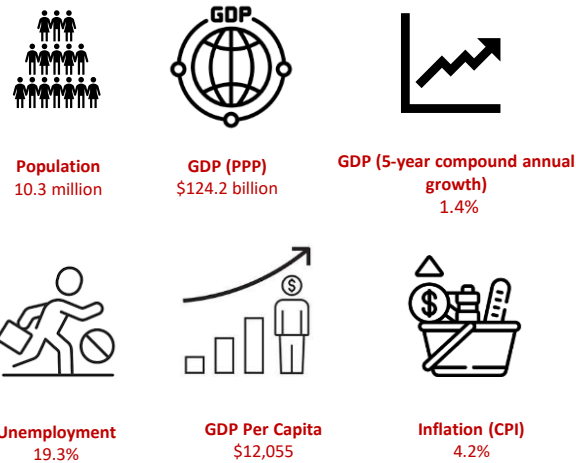 GDP
Population
10.3 million
GDP (PPP)
$124.2 billion
GDP (5-year compound annual
growth)
1.4%
$
$
Unemployment
19.3%
GDP Per Capita
$12,055
Inflation (CPI)
4.2%